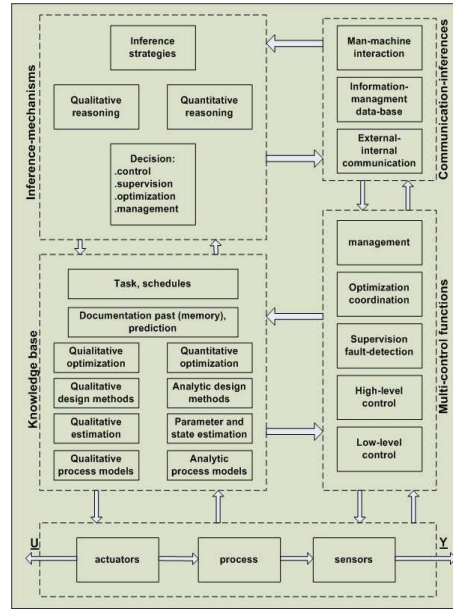 Inference-mechanisms
Inference
strategies
Qualitative
reasoning
Quantitative
reasoning
Decision:
.control
.supervision
.optimization
.management
Communication-inferences
Man-machine
interaction
Information-
managment
data-base
External-
internal
communication
Knowledge base
Task, schedules
Documentation past (memory),
prediction
Qualitative
optimization
Quantitative
optimization
Qualitative
design methods
Analytic design
methods
Qualitative
estimation
Parameter and
state estimation
Qualitative
process models
Analytic
process models
Multi-control functions
management
Optimization
coordination
Supervision
fault-detection
High-level
control
Low-level
control
U
actuators
process
sensors
Y